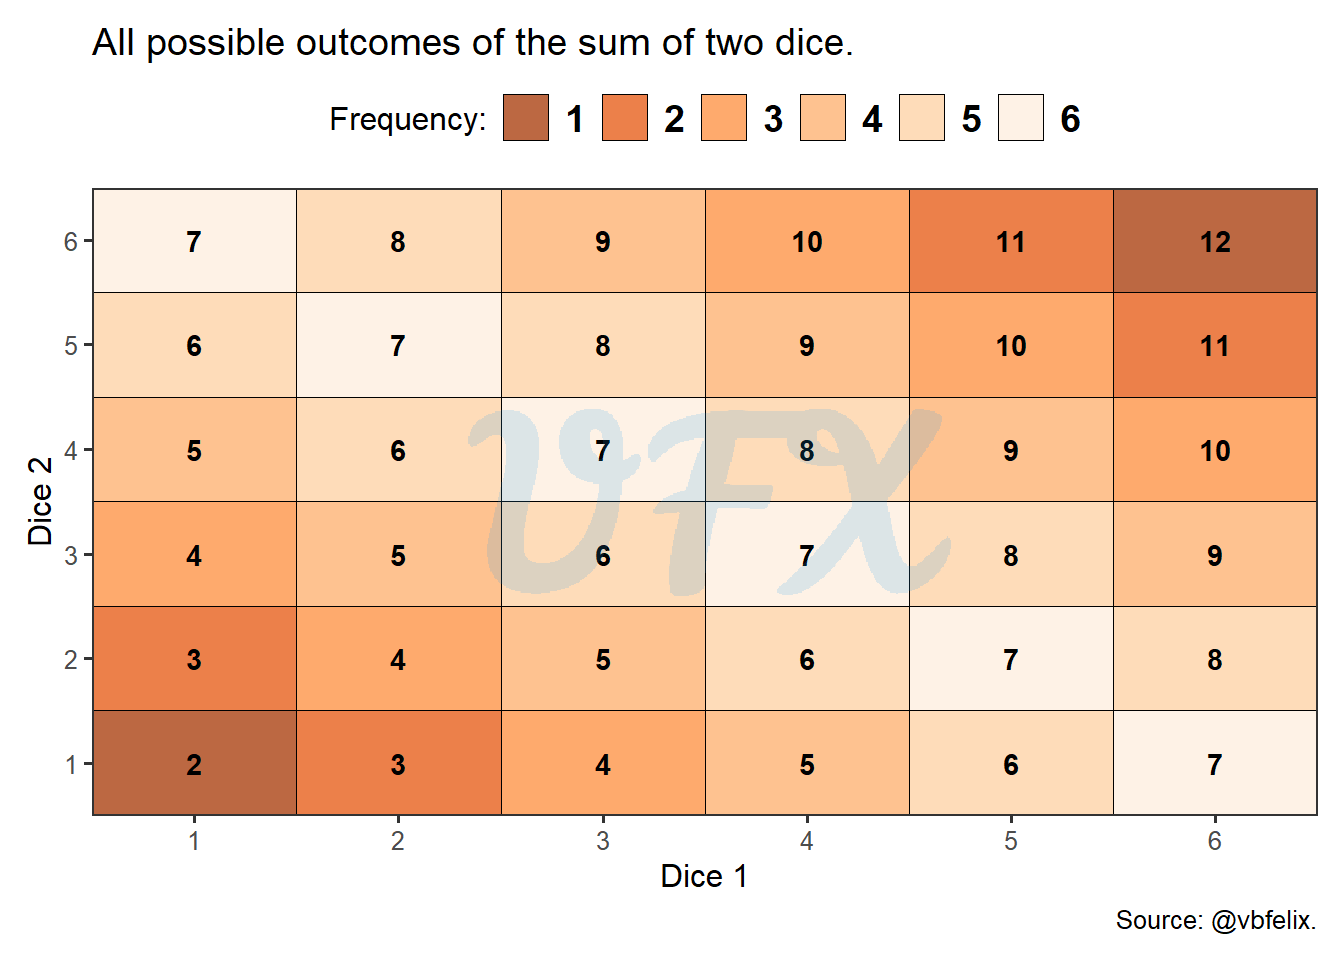 All possible outcomes of the sum of two dice.
Frequency: 1 2 3 4 5 6
6 7 8 9 10 11 12
5 6 7 8 9 10 11
Dice 2
4 5 6 7 8 9 10
VFX
3 4 5 6 7 8 9
2 3 4 5 6 7 8
1 2 3 4 5 6 7
1 2 3 4 5 6
Dice 1
Source: @vbfelix.